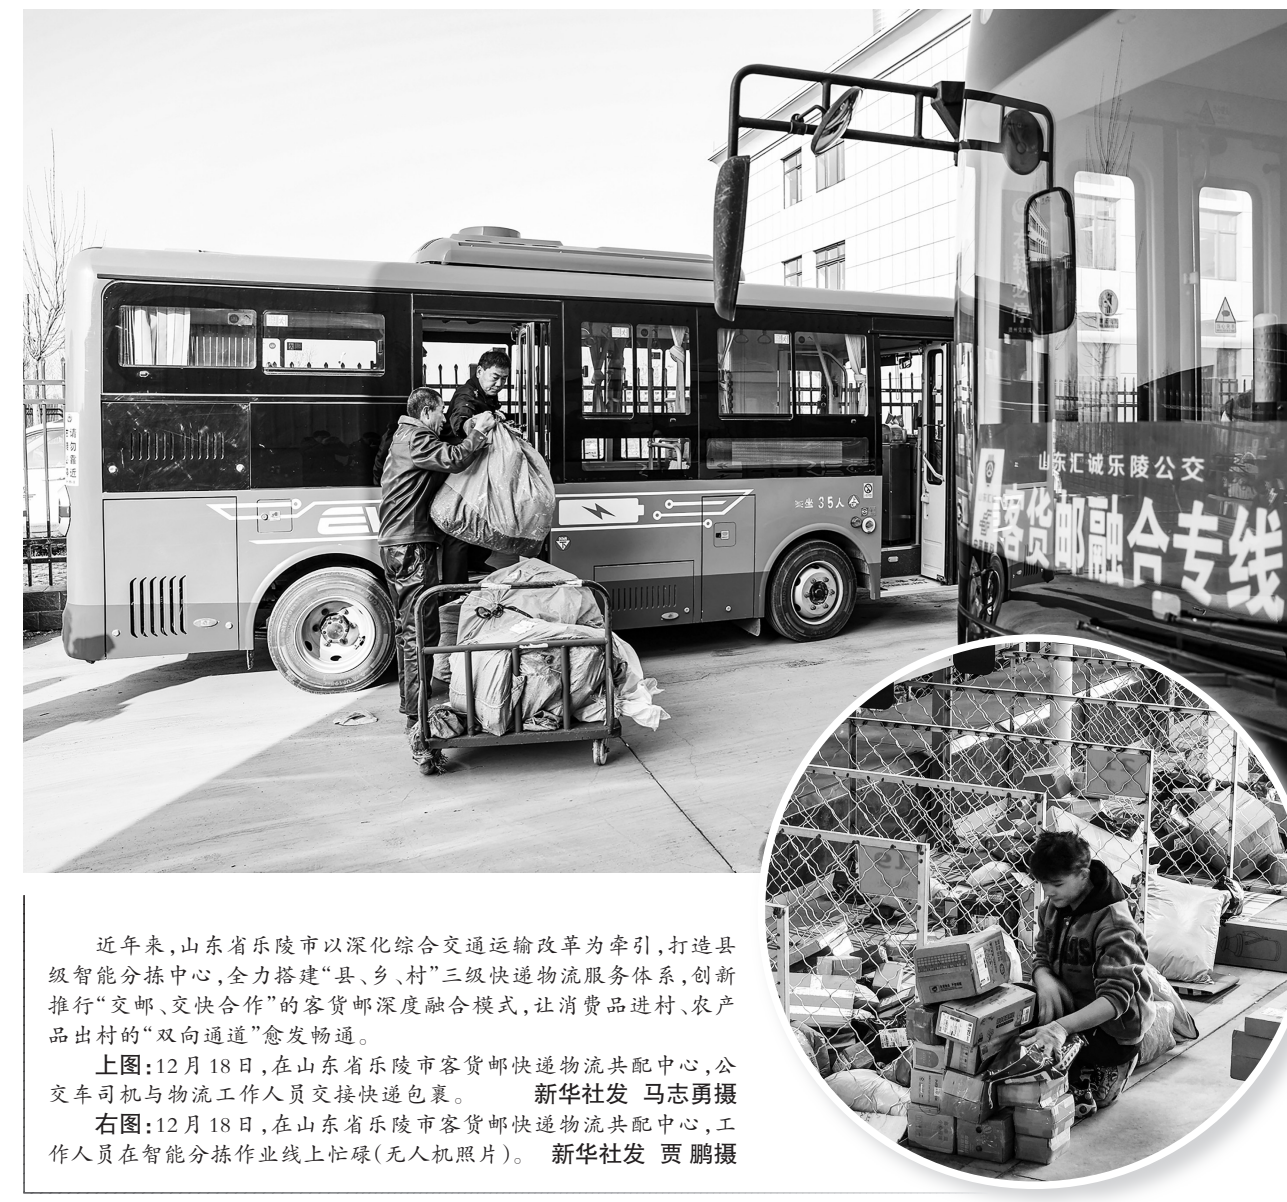 请勿靠近
坐35人
山东汇诚乐陵公交
客货邮融合专线
近年来,山东省乐陵市以深化综合交通运输改革为牵引,打造县
级智能分拣中心,全力搭建“县、乡、村”三级快递物流服务体系,创新
推行“交邮、交快合作”的客货邮深度融合模式,让消费品进村、农产
品出村的“双向通道”愈发畅通。
上图:12月18日,在山东省乐陵市客货邮快递物流共配中心,公
交车司机与物流工作人员交接快递包裹。 新华社发 马志勇摄
右图:12月18日,在山东省乐陵市客货邮快递物流共配中心,工
作人员在智能分拣作业线上忙碌(无人机照片)。 新华社发 贾 鹏摄